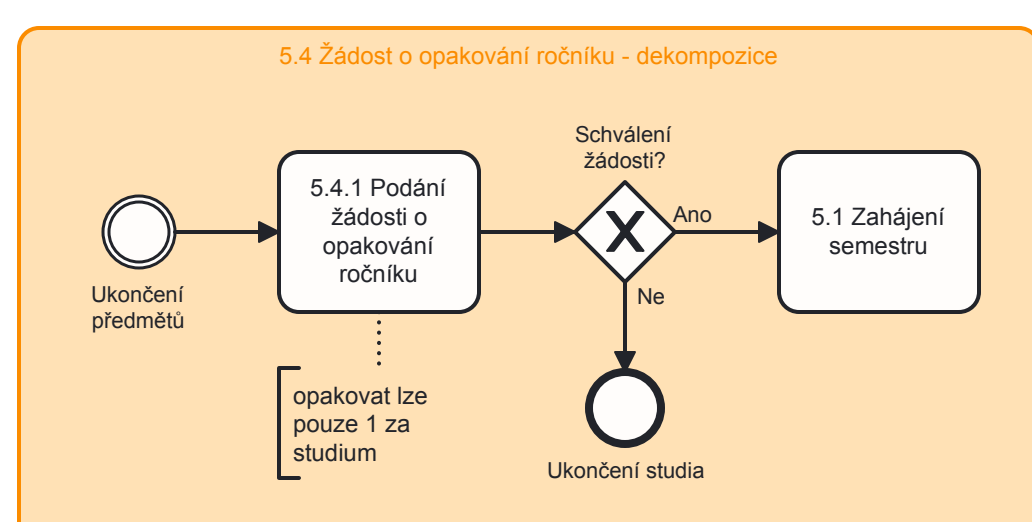 5.4 Žádost o opakování ročníku - dekompozice
Schválení
žádosti?
5.4.1 Podání
žádosti o
opakování
ročníku
Ano
5.1 Zahájení
semestru
Ukončení
předmětů
Ne
opakovat lze
pouze 1 za
studium
Ukončení studia